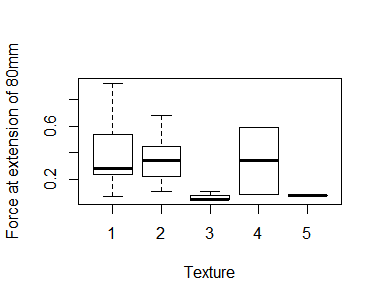 Force at extension of 80mm
0.6
0.2
1 2 3 4 5
Texture